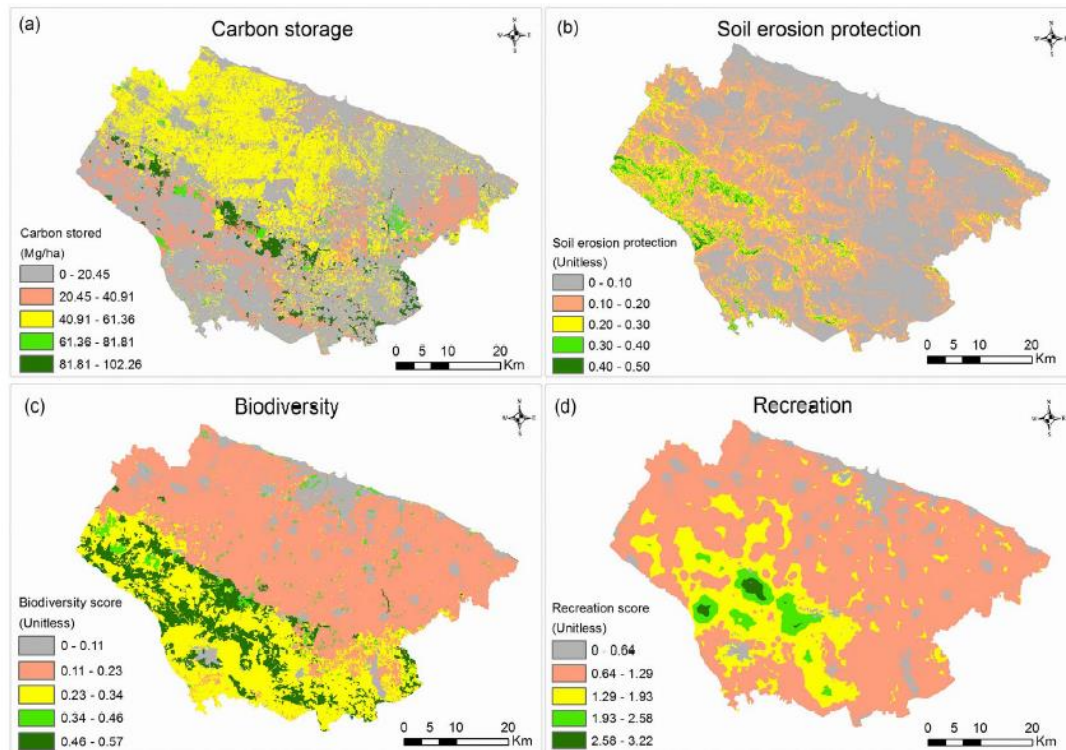 (a)
Carbon storage
N
W
E
S
Carbon stored
(Mg/ha)
0 - 20.45
20.45 - 40.91
40.91 - 61.36
61.36 - 81.81
81.81 - 102.26
0 5 10 20
Km
(b)
Soil erosion protection
N
W
E
S
Soil erosion protection
(Unitless)
0 - 0.10
0.10 - 0.20
0.20 - 0.30
0.30 - 0.40
0.40 - 0.50
0 5 10 20
Km
(c)
Biodiversity
N
W
E
S
Biodiversity score
(Unitless)
0 - 0.11
0.11 - 0.23
0.23 - 0.34
0.34 - 0.46
0.46 - 0.57
0 5 10 20
Km
(d)
Recreation
N
W
E
S
Recreation score
(Unitless)
0 - 0.64
0.64 - 1.29
1.29 - 1.93
1.93 - 2.58
2.58 - 3.22
0 5 10 20
Km